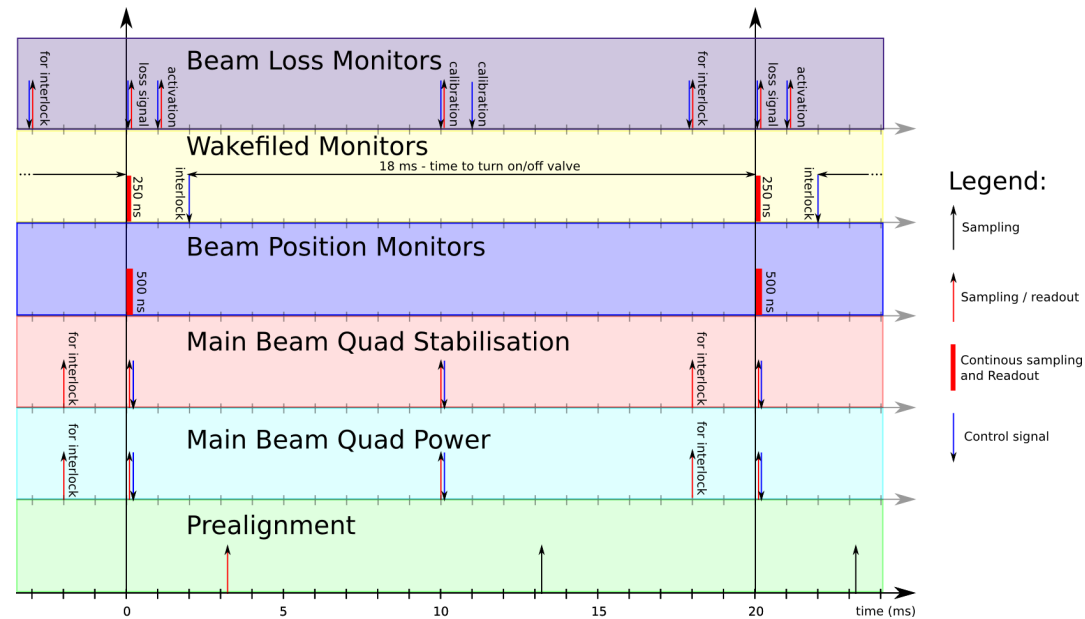 Beam Loss Monitors
for interlock
loss signal
activation
calibration
calibration
for interlock
loss signal
activation
Wakefiled Monitors
18 ms - time to turn on/off valve
...
250 ns
interlock
250 ns
interlock
...
Beam Position Monitors
500 ns
500 ns
Main Beam Quad Stabilisation
for interlock
for interlock
Main Beam Quad Power
for interlock
for interlock
Prealignment
0 5 10 15 20 time (ms)
Legend:
Sampling
Sampling / readout
Continous sampling
and Readout
Control signal